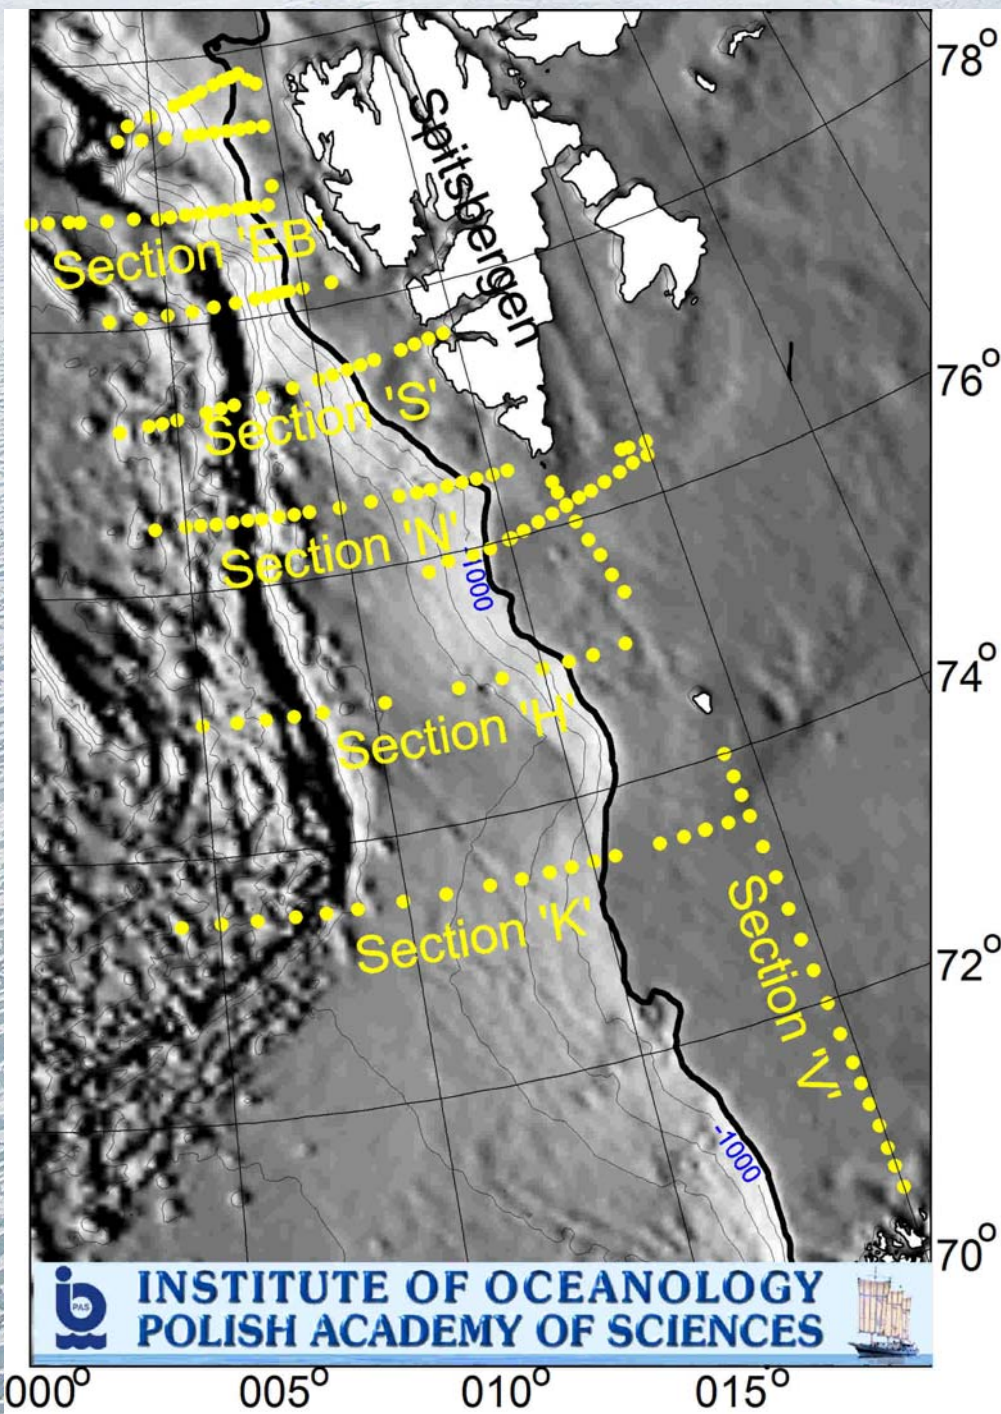 78°
Spitsbergen
Section 'EB'
76°
Section 'S'
Section 'N'
-1000
74°
Section 'H'
Section 'K'
Section 'V'
72°
-1000
70°
PAS
INSTITUTE OF OCEANOLOGY
POLISH ACADEMY OF SCIENCES
000° 005° 010° 015°